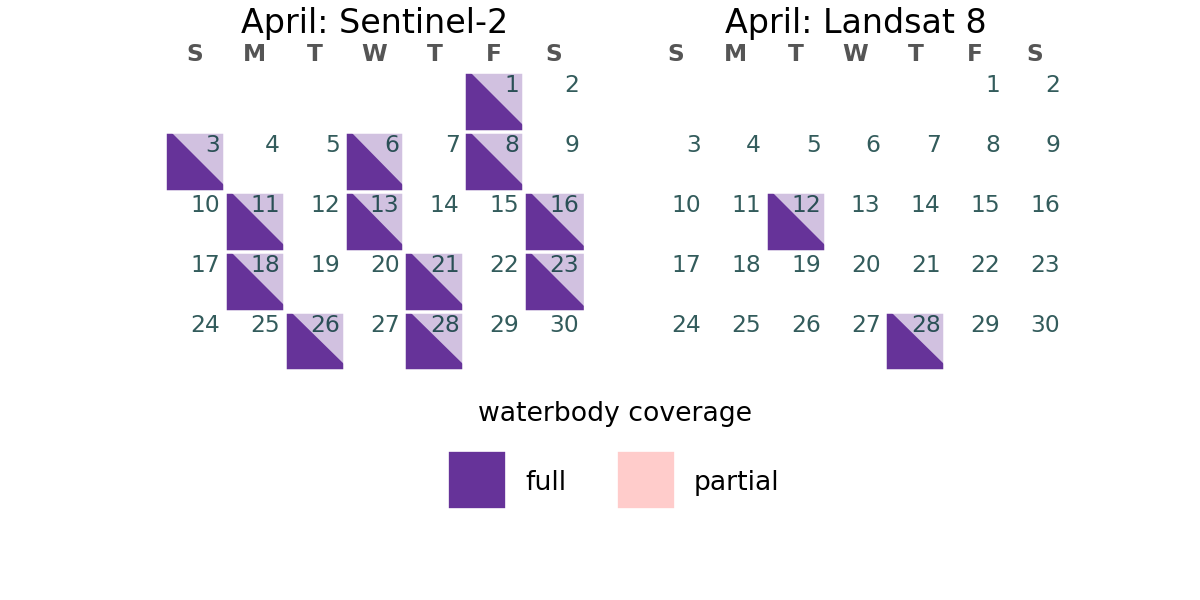 April: Sentinel-2
S M T W T F S
1 2
3 4 5 6 7 8 9
10 11 12 13 14 15 16
17 18 19 20 21 22 23
24 25 26 27 28 29 30
April: Landsat 8
S M T W T F S
1 2
3 4 5 6 7 8 9
10 11 12 13 14 15 16
17 18 19 20 21 22 23
24 25 26 27 28 29 30
waterbody coverage
full
partial